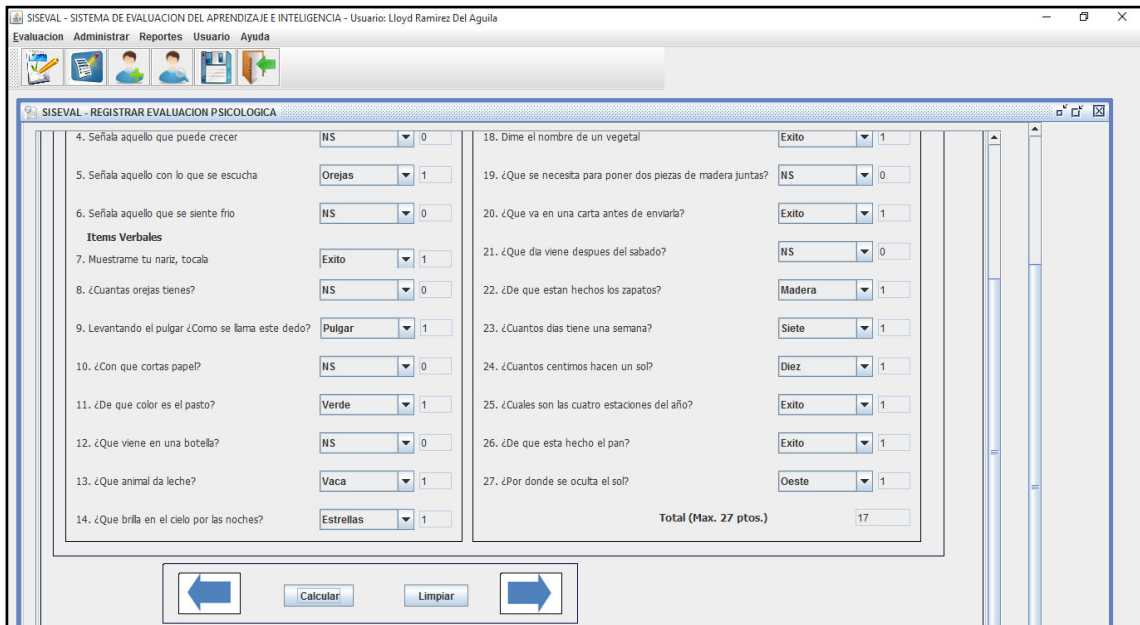 SISEVAL - SISTEMA DE EVALUACION DEL APRENDIZAJE E INTELIGENCIA - Usuario: Lloyd Ramirez Del Aguila
Evaluacion Administrar Reportes Usuario Ayuda
SISEVAL - REGISTRAR EVALUACION PSICOLOGICA
4. Señala aquello que puede crecer NS 0
5. Señala aquello con lo que se escucha Orejas 1
6. Señala aquello que se siente frio NS 0
Items Verbales
7. Muestrame tu nariz, tocala Exito 1
8. ¿Cuantas orejas tienes? NS 0
9. Levantando el pulgar ¿Como se llama este dedo? Pulgar 1
10. ¿Con que cortas papel? NS 0
11. ¿De que color es el pasto? Verde 1
12. ¿Que viene en una botella? NS 0
13. ¿Que animal da leche? Vaca 1
14. ¿Que brilla en el cielo por las noches? Estrellas 1
18. Dime el nombre de un vegetal Exito 1
19. ¿Que se necesita para poner dos piezas de madera juntas? NS 0
20. ¿Que va en una carta antes de enviarla? Exito 1
21. ¿Que dia viene despues del sabado? NS 0
22. ¿De que estan hechos los zapatos? Madera 1
23. ¿Cuantos dias tiene una semana? Siete 1
24. ¿Cuantos centimos hacen un sol? Diez 1
25. ¿Cuales son las cuatro estaciones del año? Exito 1
26. ¿De que esta hecho el pan? Exito 1
27. ¿Por donde se oculta el sol? Oeste 1
Total (Max. 27 ptos.) 17
Calcular Limpiar